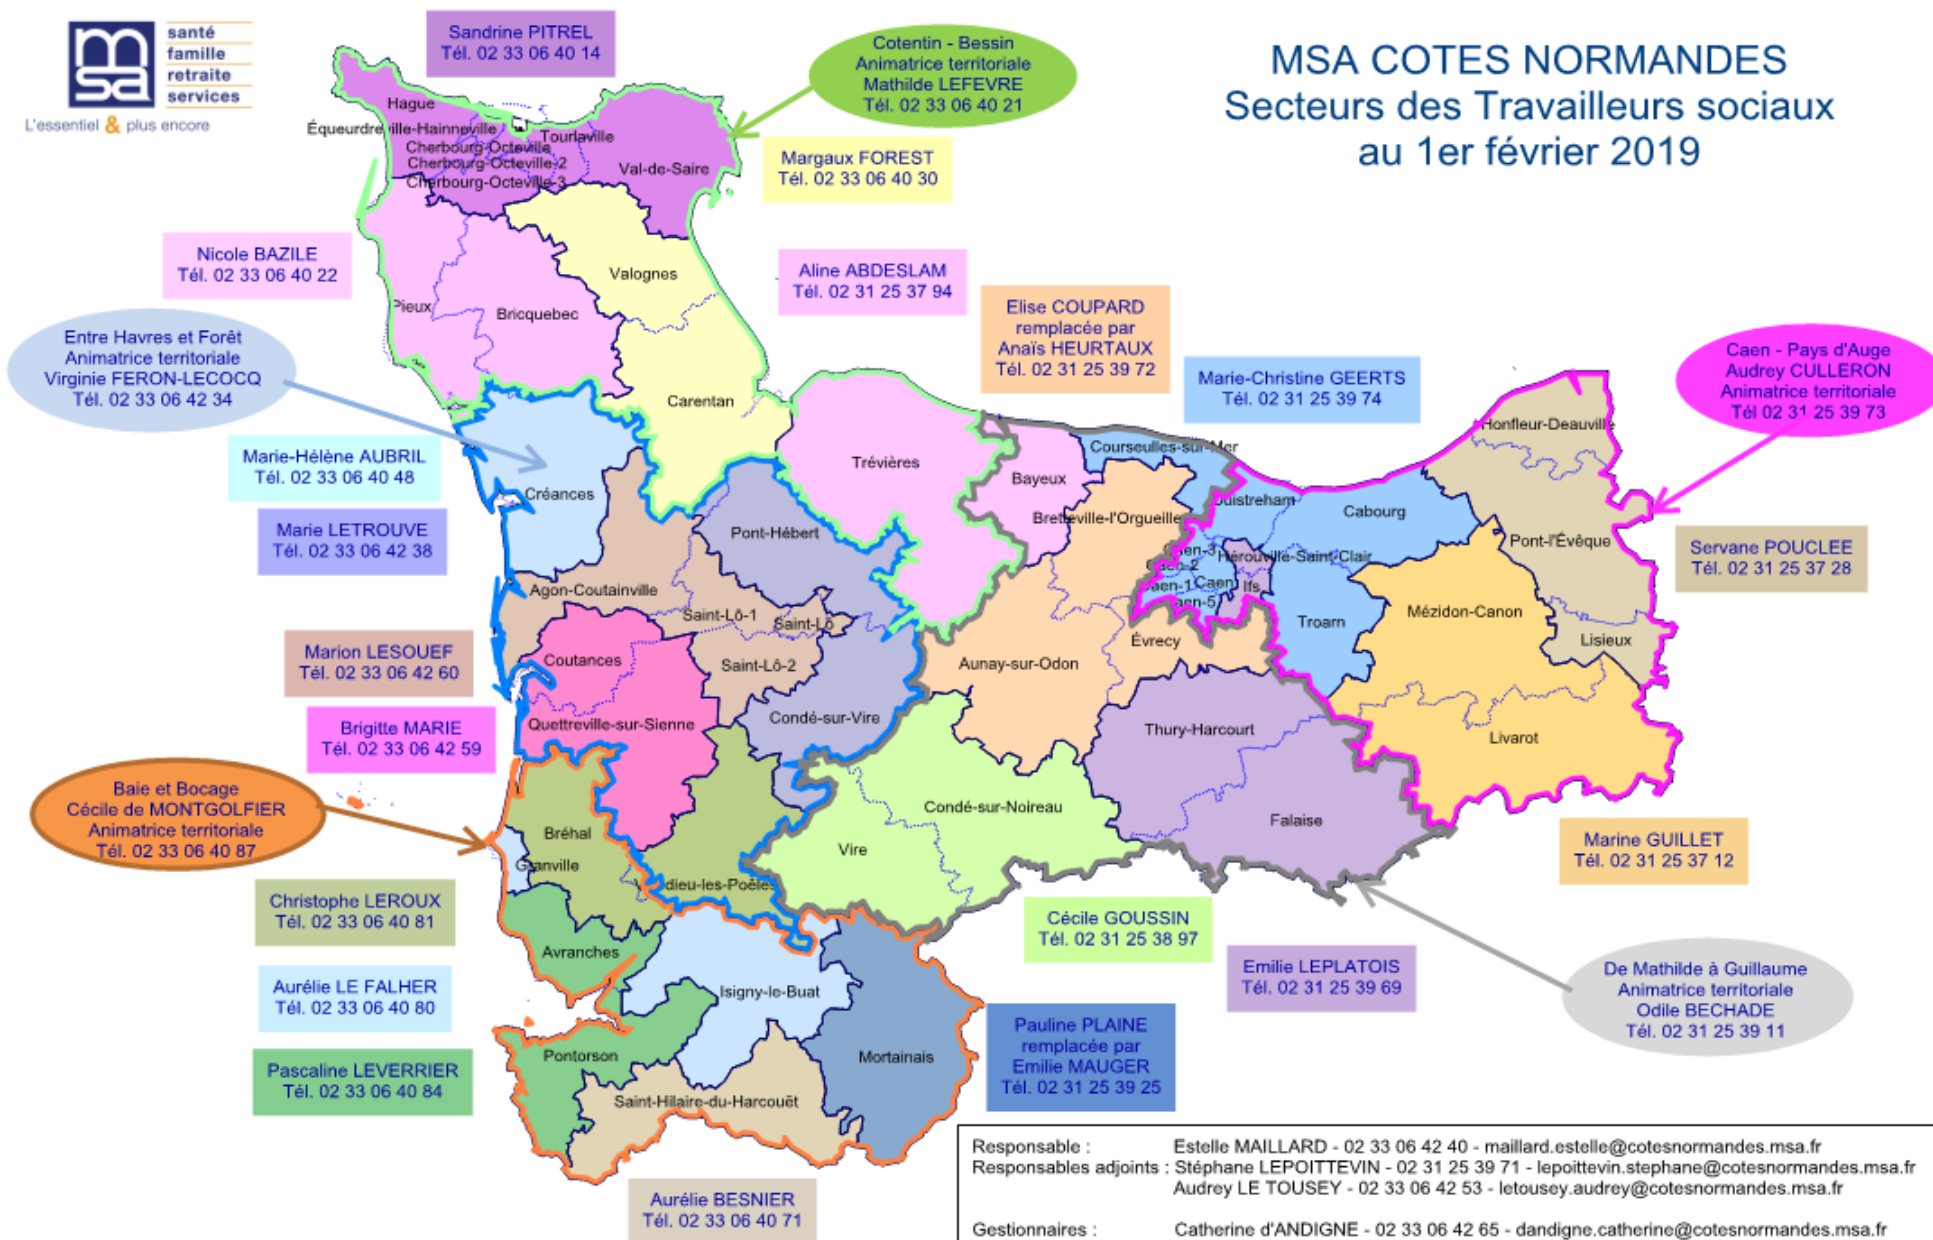 santé
famille
retraite
services
msa
L'essentiel & plus encore
MSA COTES NORMANDES
Secteurs des Travailleurs sociaux
au 1er février 2019
Sandrine PITREL
Tél. 02 33 06 40 14
Cotentin - Bessin
Animatrice territoriale
Mathilde LEFEVRE
Tél. 02 33 06 40 21
Margaux FOREST
Tél. 02 33 06 40 30
Nicole BAZILE
Tél. 02 33 06 40 22
Aline ABDESLAM
Tél. 02 31 25 37 94
Elise COUPARD
remplacée par
Anaïs HEURTAUX
Tél. 02 31 25 39 72
Entre Havres et Forêt
Animatrice territoriale
Virginie FERON-LECOCQ
Tél. 02 33 06 42 34
Marie-Christine GEERTS
Tél. 02 31 25 39 74
Caen - Pays d'Auge
Audrey CULLERON
Animatrice territoriale
Tél 02 31 25 39 73
Marie-Hélène AUBRIL
Tél. 02 33 06 40 48
Marie LETROUVE
Tél. 02 33 06 42 38
Servane POUCLEE
Tél. 02 31 25 37 28
Marion LESOUEF
Tél. 02 33 06 42 60
Brigitte MARIE
Tél. 02 33 06 42 59
Baie et Bocage
Cécile de MONTGOLFIER
Animatrice territoriale
Tél. 02 33 06 40 87
Marine GUILLET
Tél. 02 31 25 37 12
Christophe LEROUX
Tél. 02 33 06 40 81
Cécile GOUSSIN
Tél. 02 31 25 38 97
Emilie LEPLATOIS
Tél. 02 31 25 39 69
De Mathilde à Guillaume
Animatrice territoriale
Odile BECHADE
Tél. 02 31 25 39 11
Aurélie LE FALHER
Tél. 02 33 06 40 80
Pauline PLAINE
remplacée par
Emilie MAUGER
Tél. 02 31 25 39 25
Pascaline LEVERRIER
Tél. 02 33 06 40 84
Aurélie BESNIER
Tél. 02 33 06 40 71
Hague
Équeurdreville-Hainneville
Tourlaville
Cherbourg-Octeville
Cherbourg-Octeville-2
Cherbourg-Octeville-3
Val-de-Saire
Valognes
Pieux
Bricquebec
Carentan
Créances
Trévières
Bayeux
Courseulles-sur-Mer
Bretteville-l'Orgueilleuse
Ouistreham
Cabourg
Honfleur-Deauville
Pont-l'Évêque
Pont-Hébert
Caen-3
Hérouville-Saint-Clair
Caen-2
Caen-1
Caen
Caen-5
Ifs
Troarn
Mézidon-Canon
Lisieux
Agon-Coutainville
Saint-Lô-1
Saint-Lô
Saint-Lô-2
Coutances
Aunay-sur-Odon
Évrecy
Quettreville-sur-Sienne
Condé-sur-Vire
Thury-Harcourt
Livarot
Condé-sur-Noireau
Falaise
Bréhal
Granville
Villedieu-les-Poêles
Vire
Avranches
Isigny-le-Buat
Pontorson
Mortainais
Saint-Hilaire-du-Harcouët
Responsable : Estelle MAILLARD - 02 33 06 42 40 - maillard.estelle@cotesnormandes.msa.fr
Responsables adjoints : Stéphane LEPOITTEVIN - 02 31 25 39 71 - lepoittevin.stephane@cotesnormandes.msa.fr
Audrey LE TOUSEY - 02 33 06 42 53 - letousey.audrey@cotesnormandes.msa.fr
Gestionnaires : Catherine d'ANDIGNE - 02 33 06 42 65 - dandigne.catherine@cotesnormandes.msa.fr